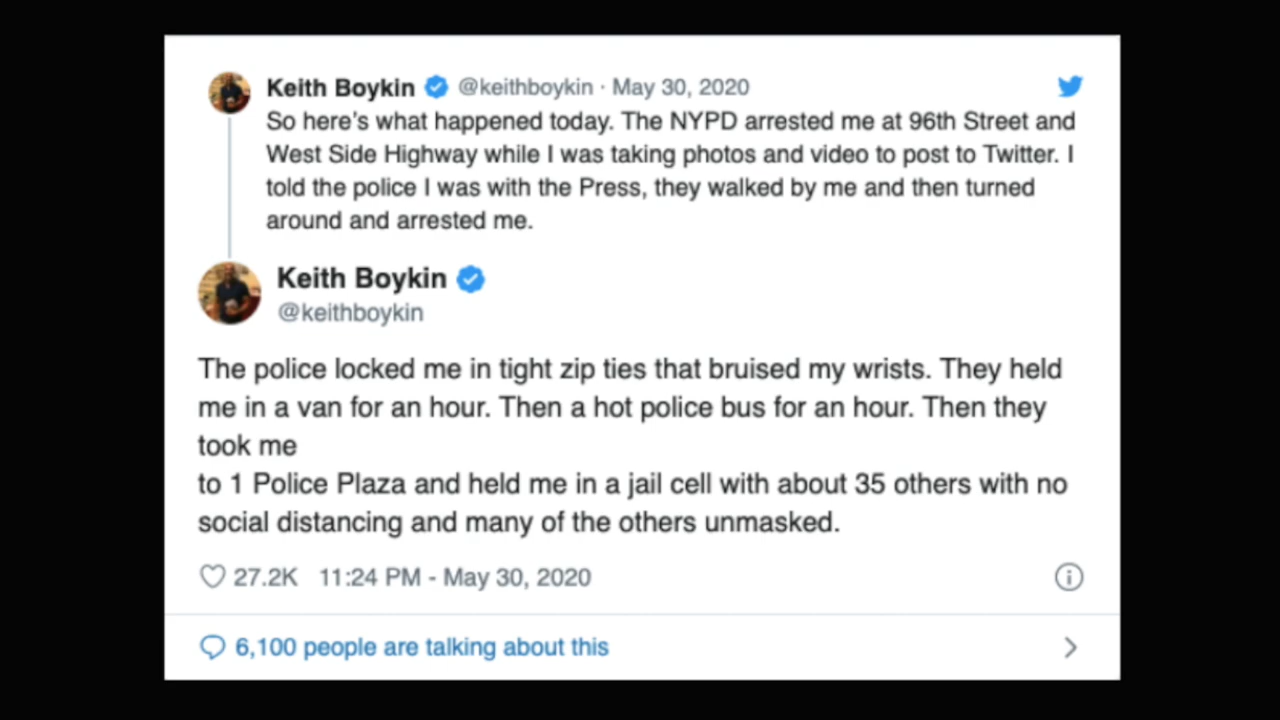 Keith Boykin @keithboykin · May 30, 2020
So here's what happened today. The NYPD arrested me at 96th Street and
West Side Highway while I was taking photos and video to post to Twitter. I
told the police I was with the Press, they walked by me and then turned
around and arrested me.
Keith Boykin
@keithboykin
The police locked me in tight zip ties that bruised my wrists. They held
me in a van for an hour. Then a hot police bus for an hour. Then they
took me
to 1 Police Plaza and held me in a jail cell with about 35 others with no
social distancing and many of the others unmasked.
27.2K 11:24 PM - May 30, 2020
6,100 people are talking about this